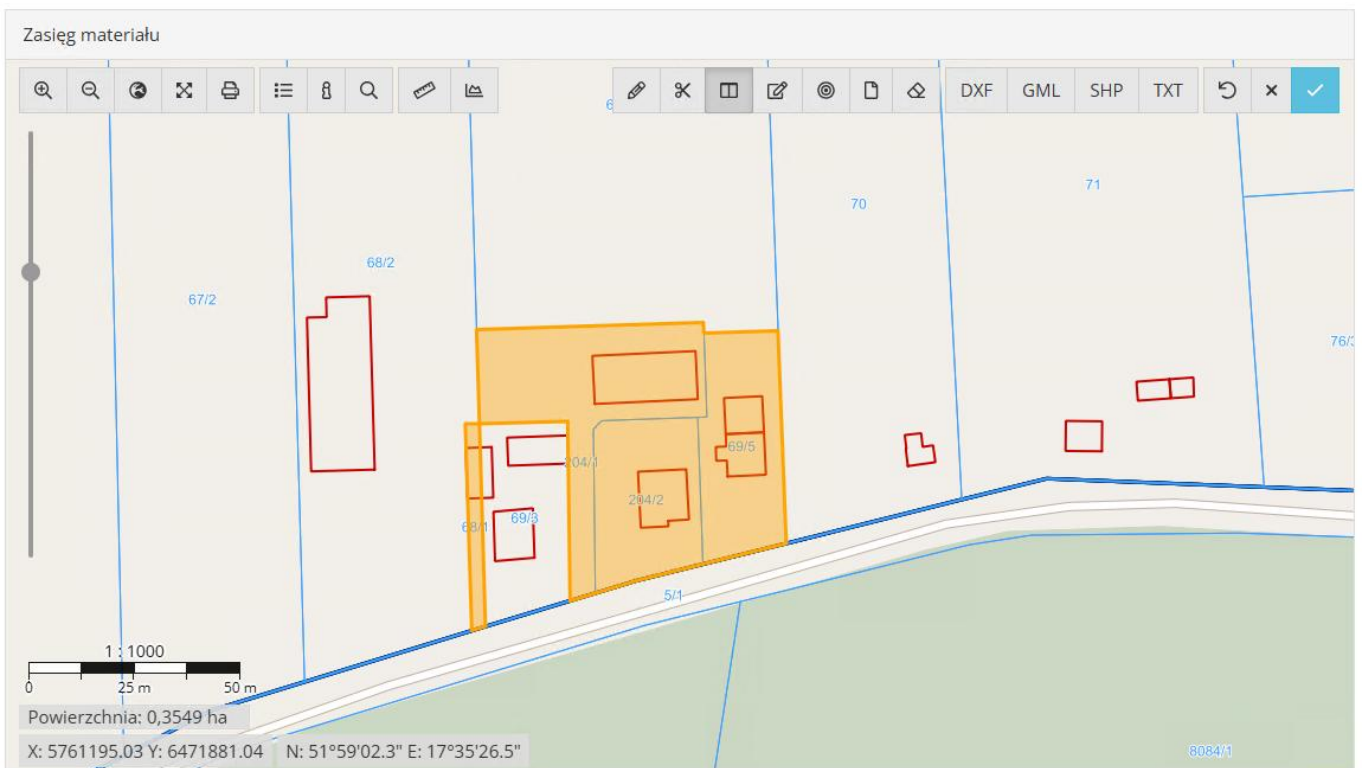 Zasięg materiału
DXF GML SHP TXT
71
70
68/2
67/2
69/5
204/1
204/2
69/3
68/1
5/1
1 : 1000
0 25 m 50 m
Powierzchnia: 0,3549 ha
X: 5761195.03 Y: 6471881.04 N: 51°59'02.3" E: 17°35'26.5"
8084/1